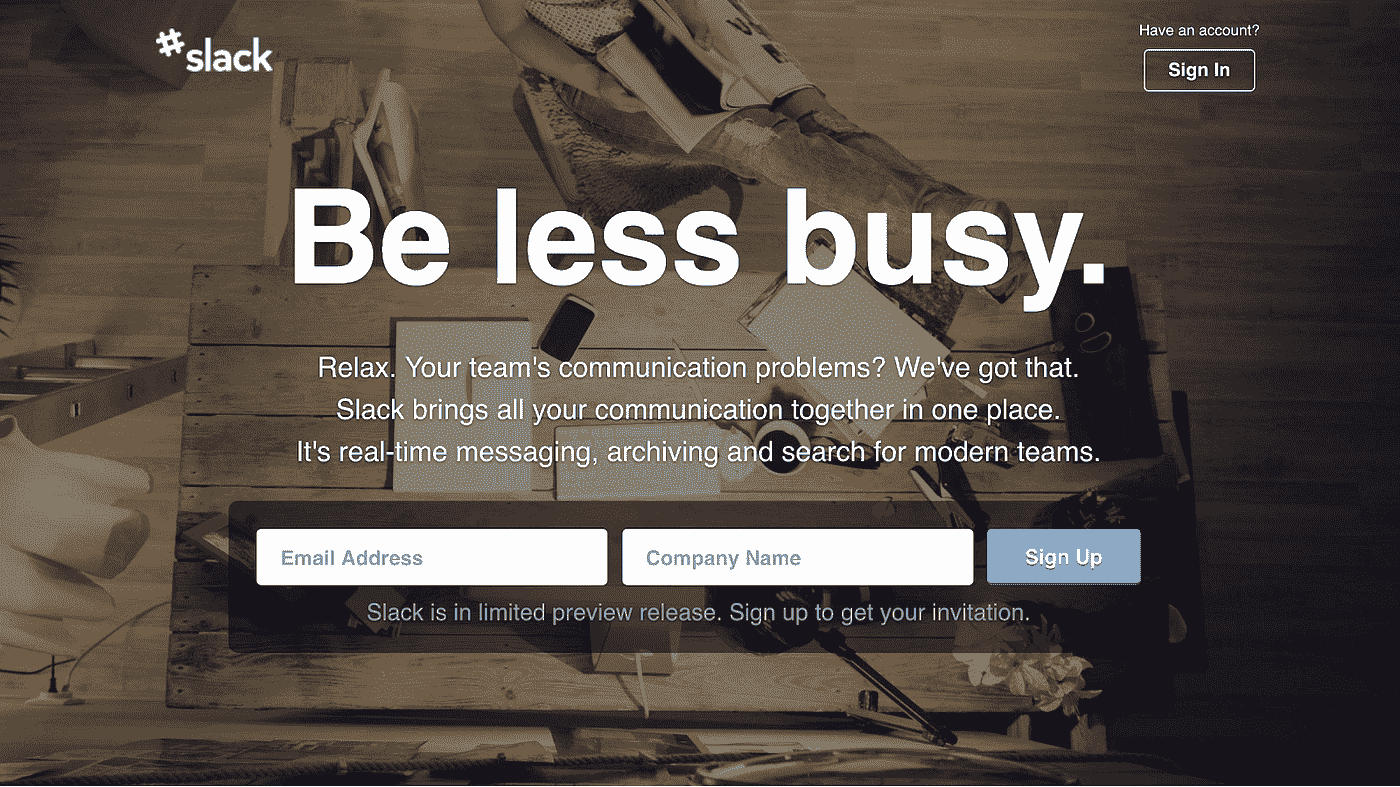 #slack
Have an account?
Sign In
Be less busy.
Relax. Your team's communication problems? We've got that.
Slack brings all your communication together in one place.
It's real-time messaging, archiving and search for modern teams.
Email Address
Company Name
Sign Up
Slack is in limited preview release. Sign up to get your invitation.